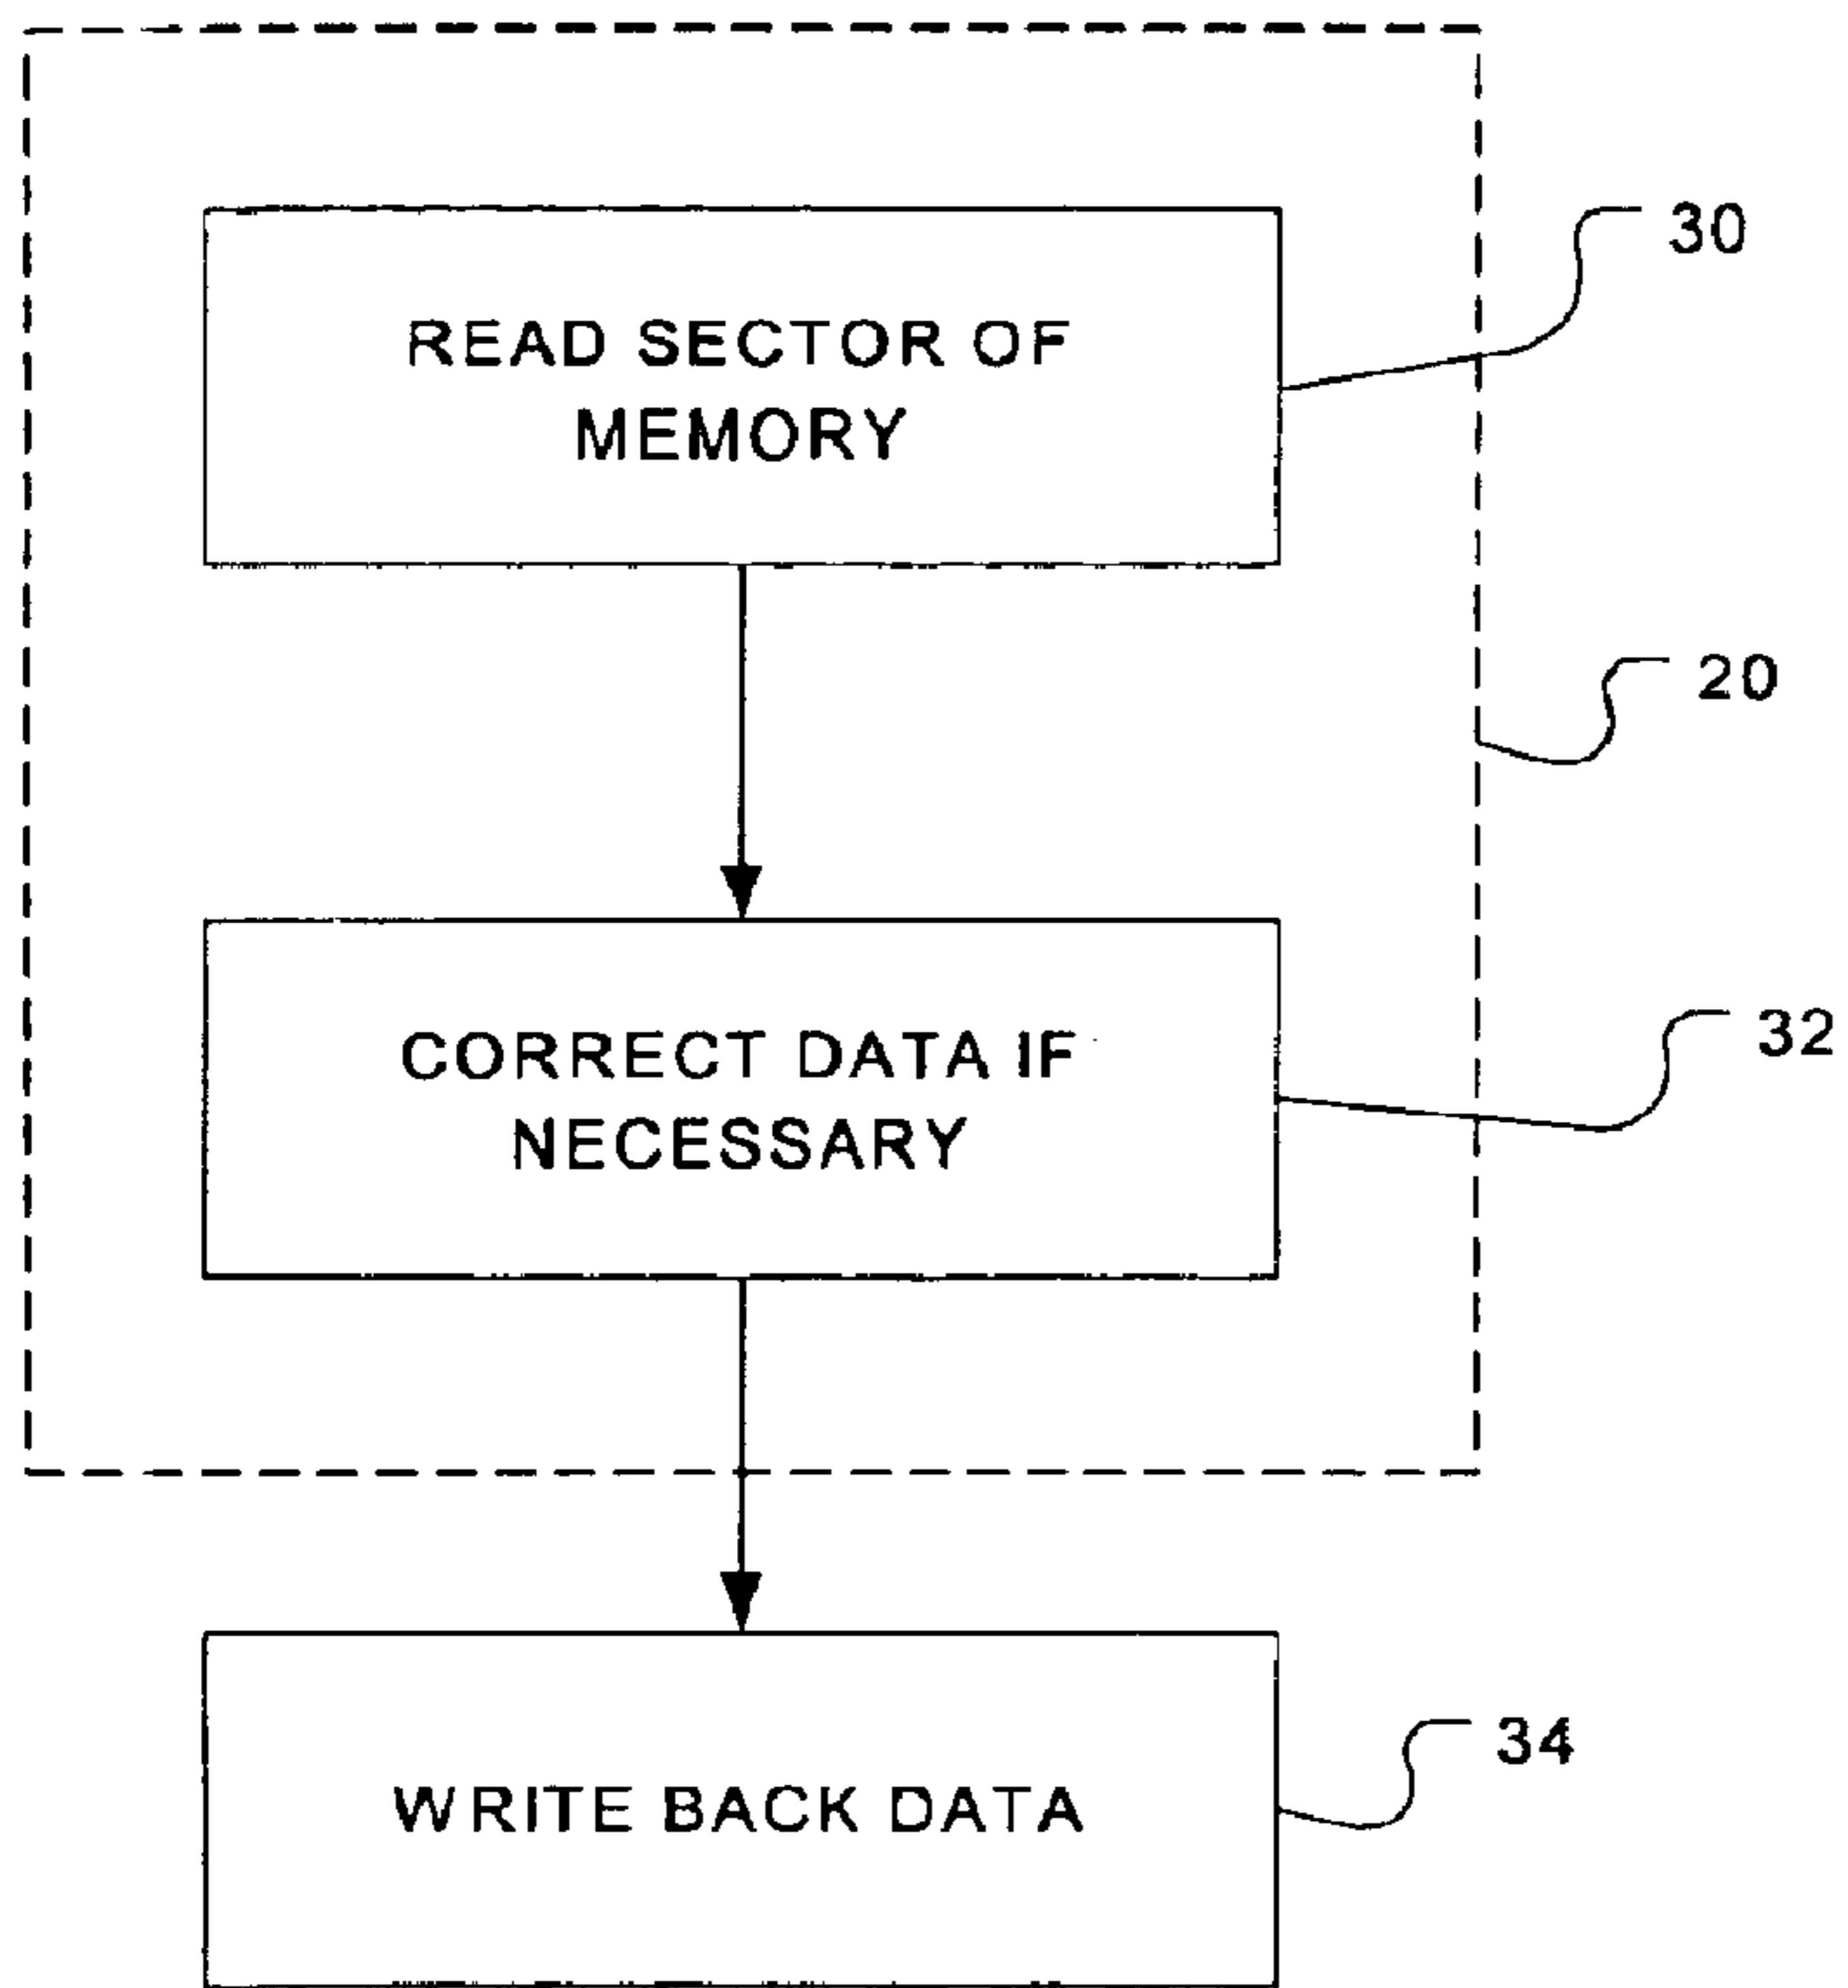 30
READ SECTOR OF
MEMORY
20
32
CORRECT DATA IF
NECESSARY
34
WRITE BACK DATA